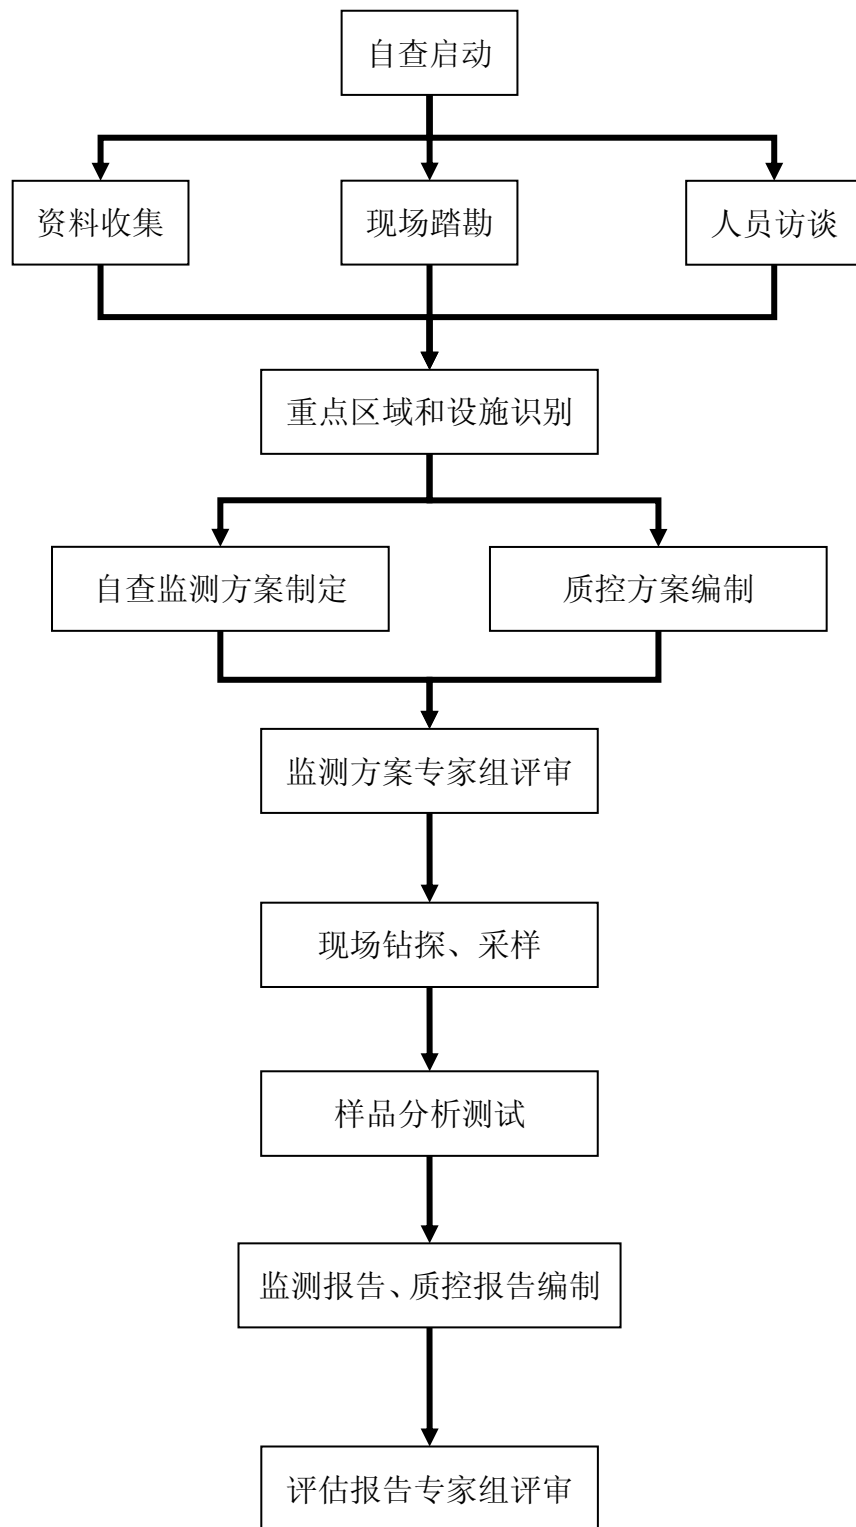 自查启动
资料收集
现场踏勘
人员访谈
重点区域和设施识别
自查监测方案制定
质控方案编制
监测方案专家组评审
现场钻探、采样
样品分析测试
监测报告、质控报告编制
评估报告专家组评审